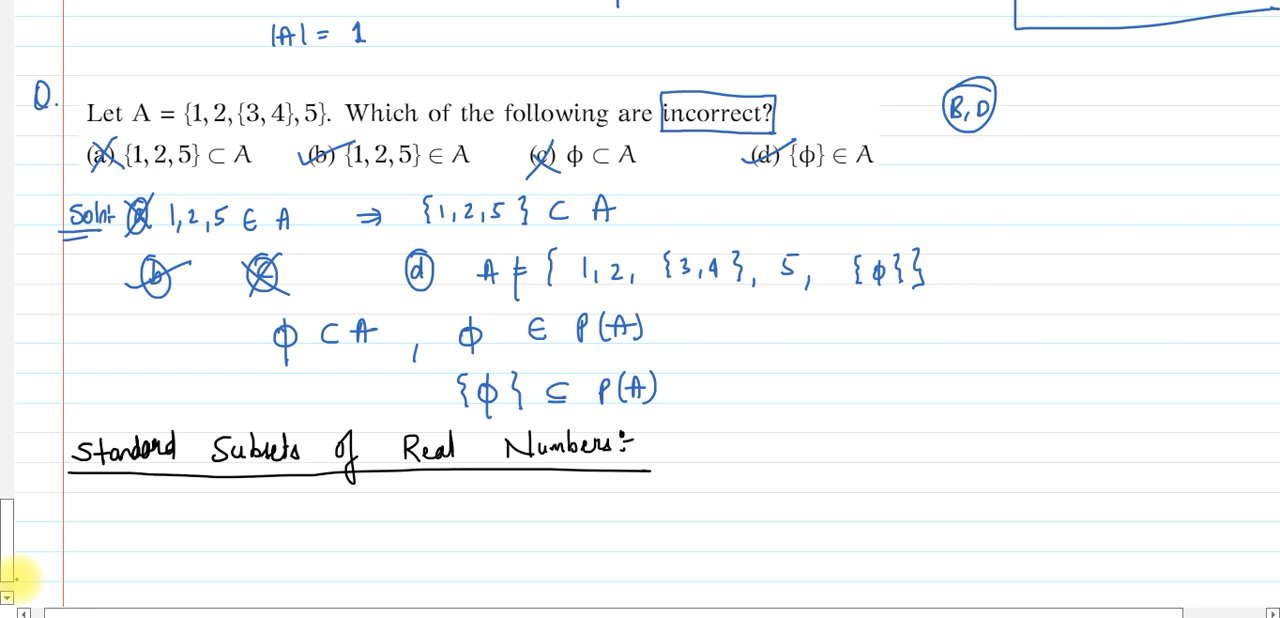 |A| = 1
Q.
Let A = {1, 2, {3, 4}, 5}. Which of the following are incorrect?
B, D
(a) {1, 2, 5} ⊂ A (b) {1, 2, 5} ∈ A (c) ϕ ⊂ A (d) {ϕ} ∈ A
Soln:- a 1, 2, 5 ∈ A ⇒ {1, 2, 5} ⊂ A
b c d A ≠ { 1, 2, {3, 4}, 5, {ϕ}}
ϕ ⊂ A , ϕ ∈ P(A)
{ϕ} ⊆ P(A)
Standard Subsets of Real Numbers:-